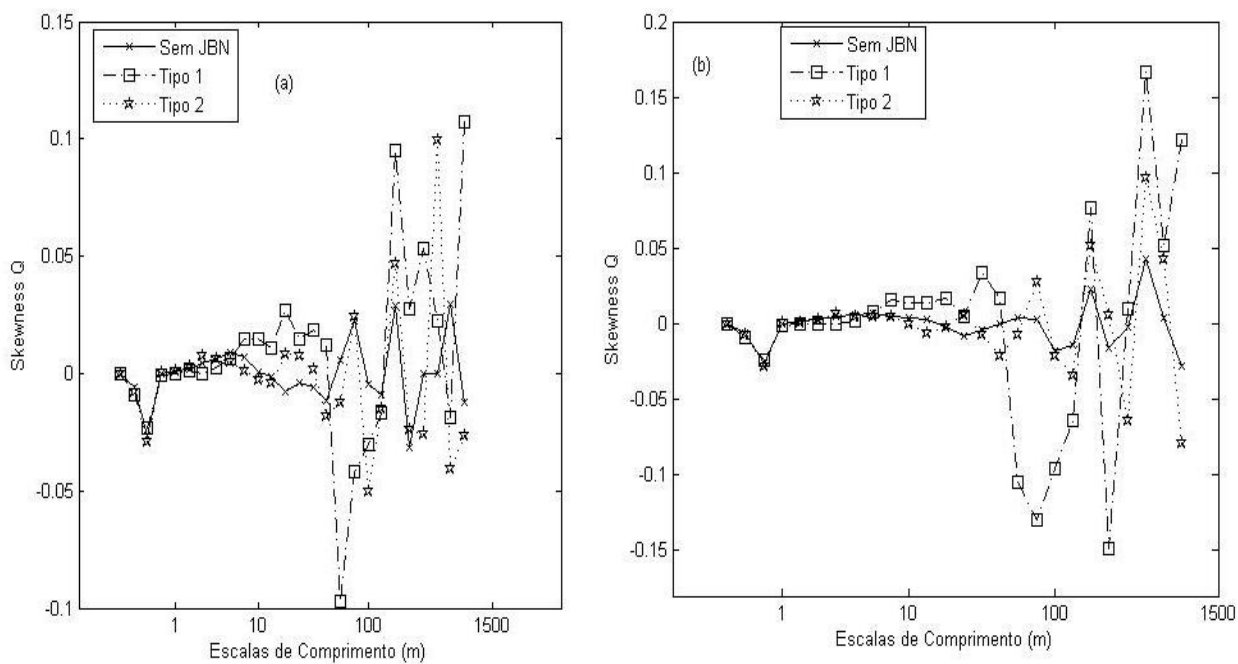 0.15
0.1
0.05
0
-0.05
-0.1
Skewness Q
Sem JBN
Tipo 1
Tipo 2
(a)
1
10
100
1500
Escalas de Comprimento (m)
0.2
0.15
0.1
0.05
0
-0.05
-0.1
-0.15
Skewness Q
Sem JBN
Tipo 1
Tipo 2
(b)
1
10
100
1500
Escalas de Comprimento (m)